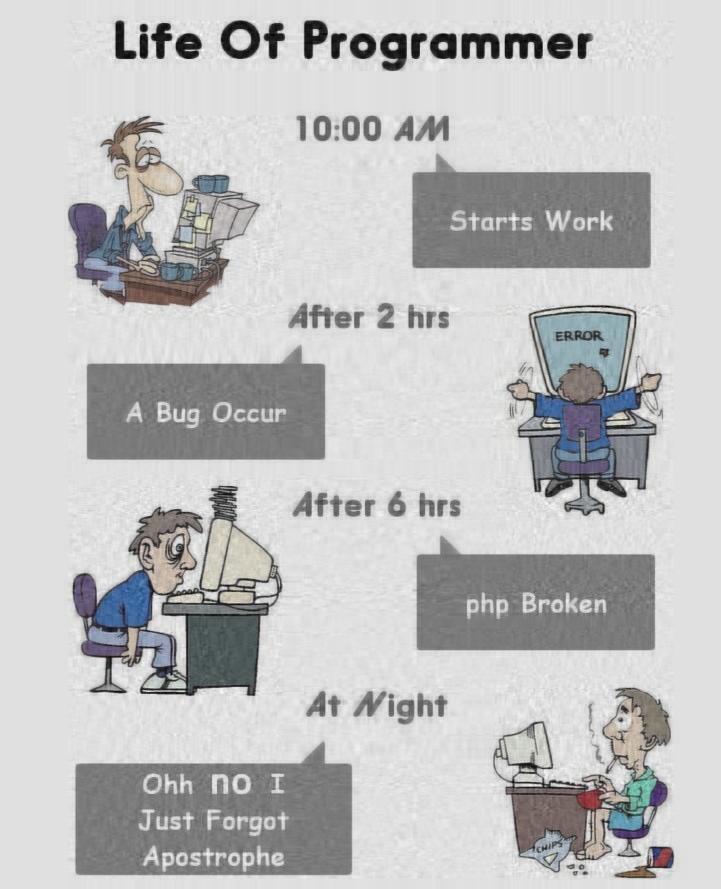 Life Of Programmer
10:00 AM
Starts Work
After 2 hrs
ERROR
A Bug Occur
After 6 hrs
php Broken
At Night
Ohh no I
Just Forgot
Apostrophe
CHIPS